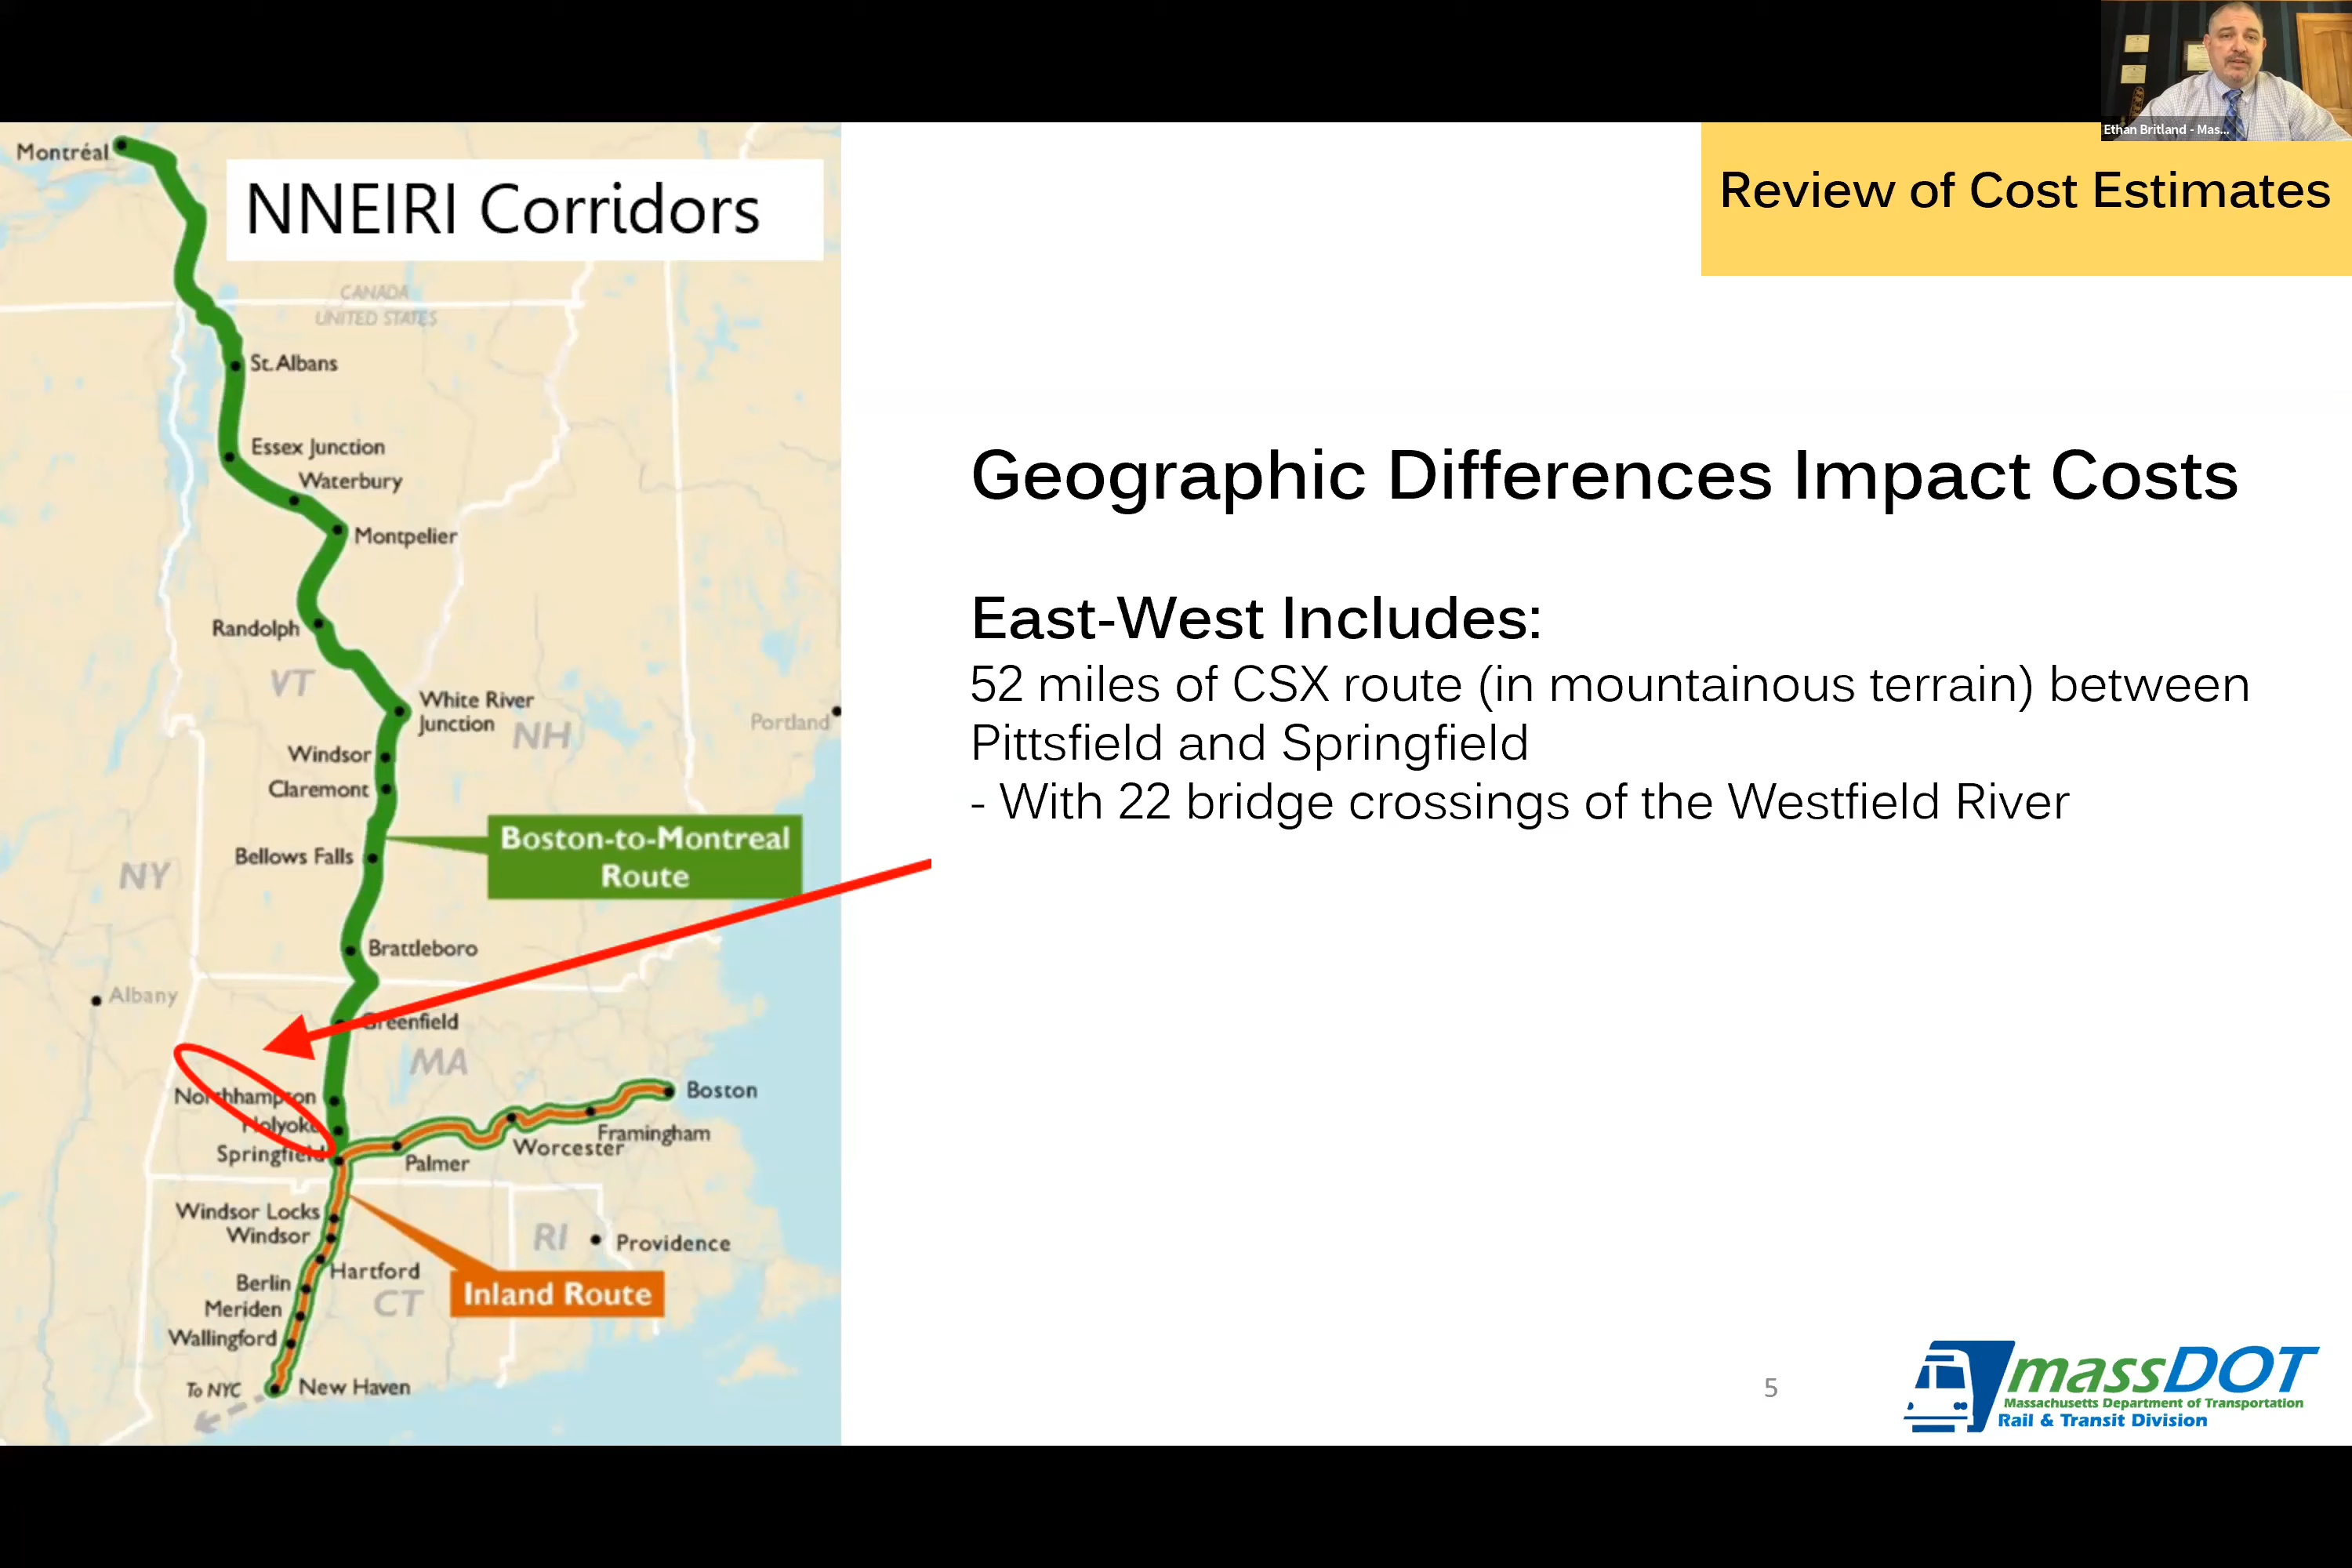 Ethan Britland - Mas...
Review of Cost Estimates
NNEIRI Corridors
Montréal
CANADA
UNITED STATES
St. Albans
Essex Junction
Waterbury
Montpelier
Randolph
VT
White River
Junction
NH
Portland
Windsor
Claremont
Boston-to-Montreal
Route
Bellows Falls
NY
Brattleboro
Albany
Greenfield
MA
Northhampton
Holyoke
Springfield
Boston
Framingham
Worcester
Palmer
Windsor Locks
Windsor
RI
Providence
Hartford
Berlin
CT
Inland Route
Meriden
Wallingford
To NYC
New Haven
Geographic Differences Impact Costs
East-West Includes:
52 miles of CSX route (in mountainous terrain) between
Pittsfield and Springfield
- With 22 bridge crossings of the Westfield River
5
massDOT
Massachusetts Department of Transportation
Rail & Transit Division